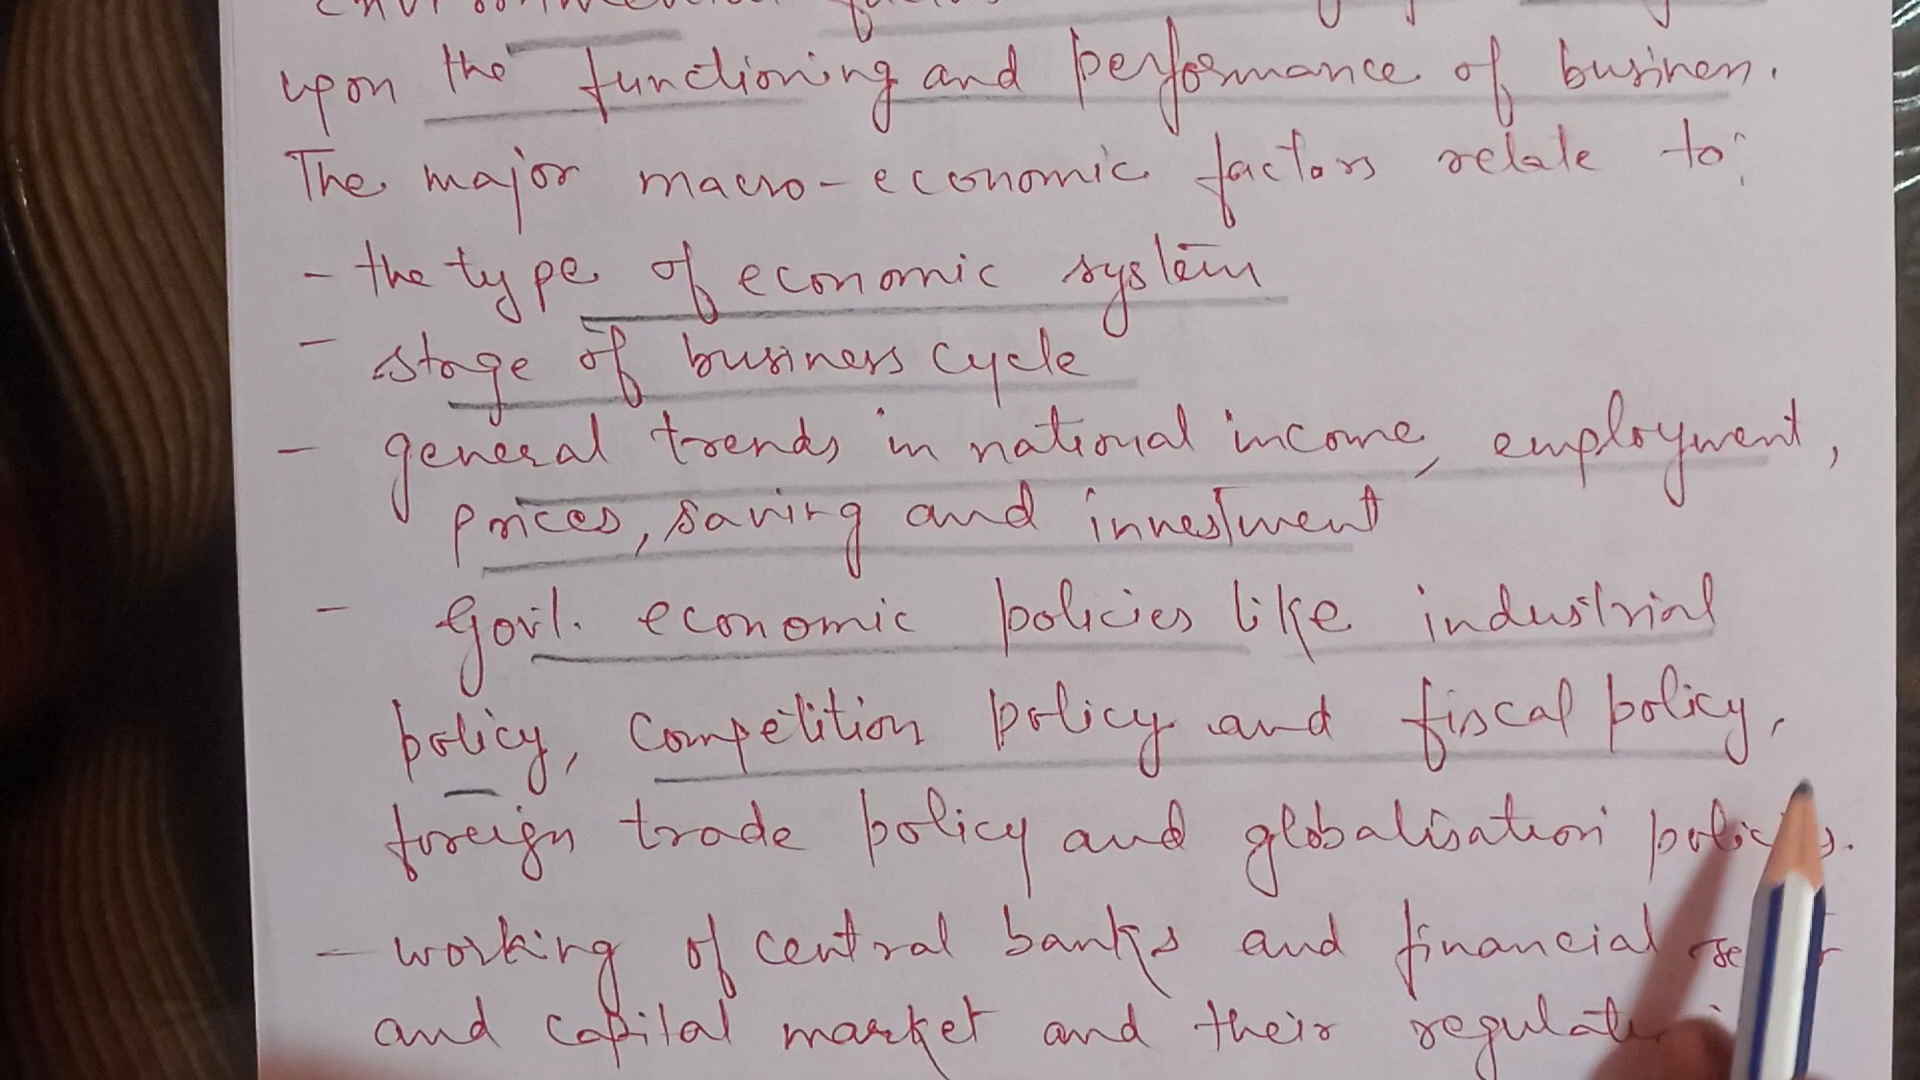 upon the functioning and performance of business.
The major macro-economic factors relate to:
- the type of economic system
- stage of business cycle
- general trends in national income, employment,
prices, saving and investment
- Govt. economic policies like industrial
policy, competition policy and fiscal policy,
foreign trade policy and globalisation
- working of central banks and financial
and capital market and their